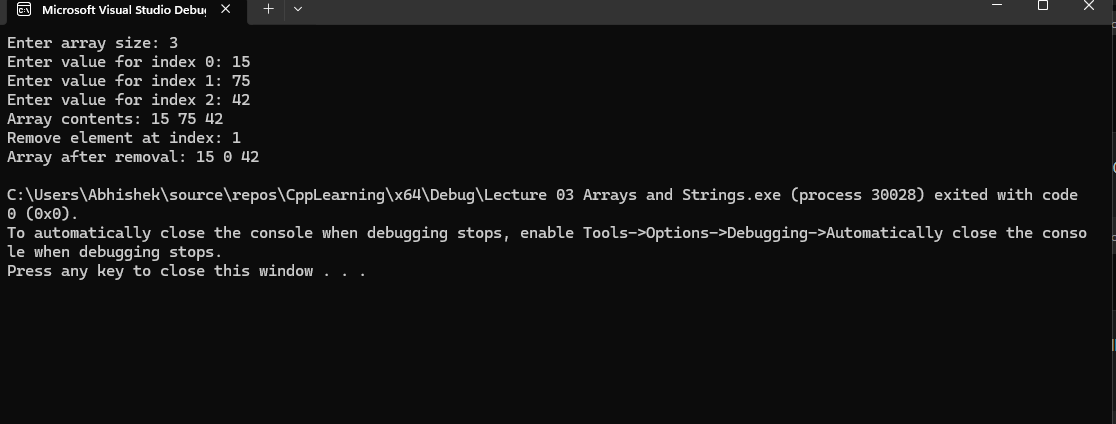 Microsoft Visual Studio Debug
Enter array size: 3
Enter value for index 0: 15
Enter value for index 1: 75
Enter value for index 2: 42
Array contents: 15 75 42
Remove element at index: 1
Array after removal: 15 0 42
C:\Users\Abhishek\source\repos\CppLearning\x64\Debug\Lecture 03 Arrays and Strings.exe (process 30028) exited with code
0 (0x0).
To automatically close the console when debugging stops, enable Tools->Options->Debugging->Automatically close the conso
le when debugging stops.
Press any key to close this window . . .